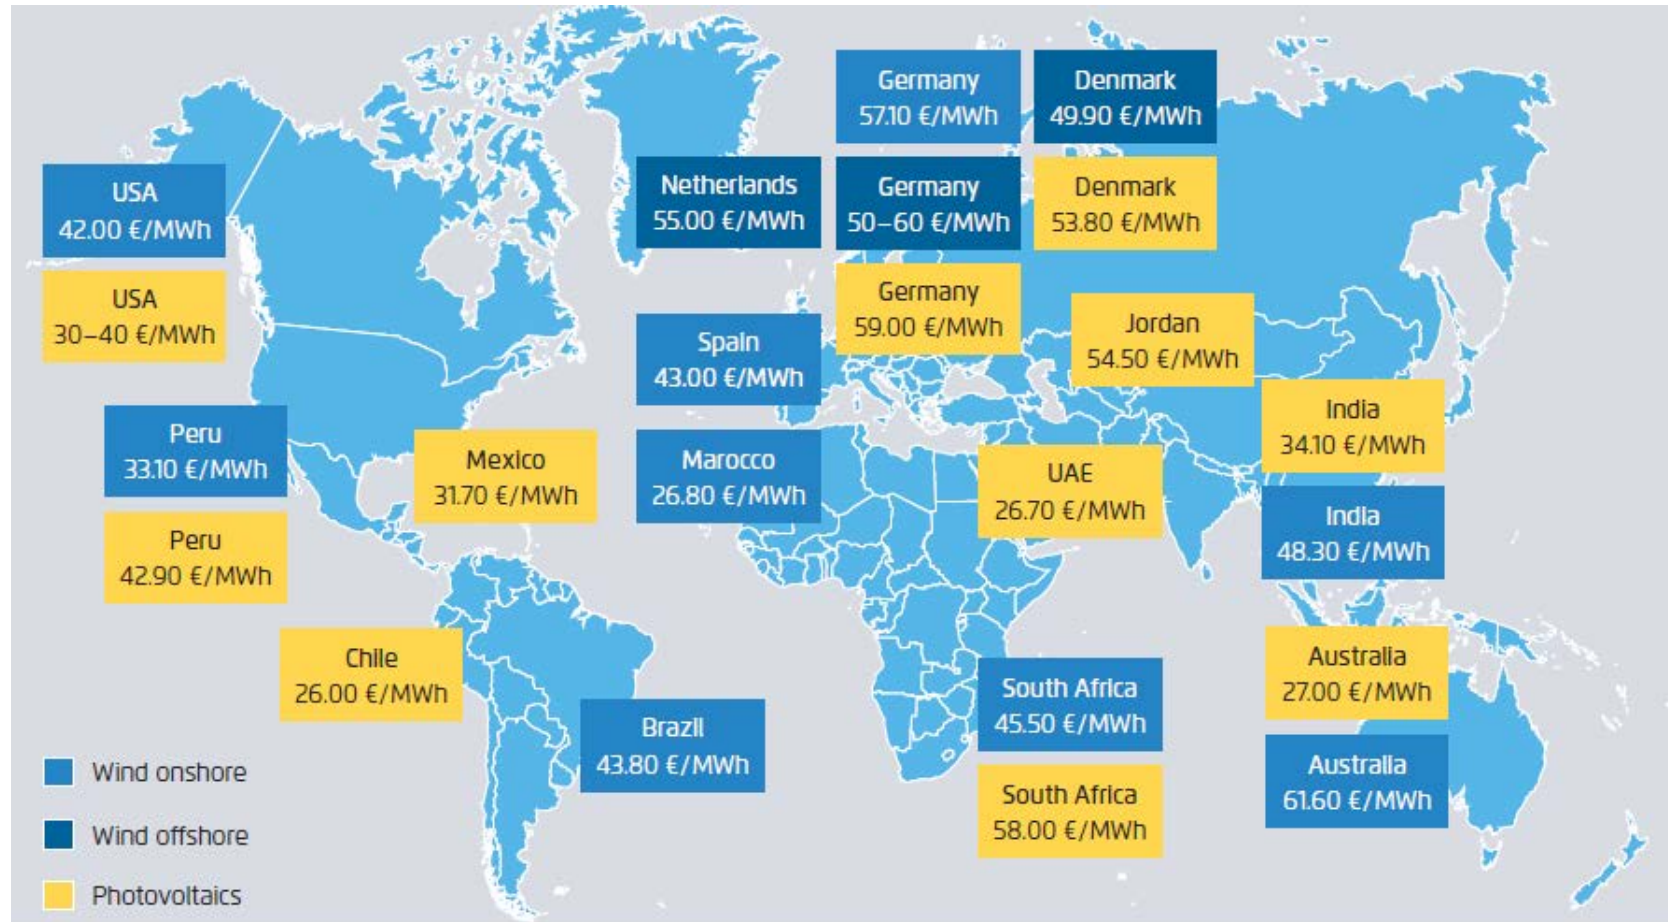 Germany
57.10 €/MWh
Denmark
49.90 €/MWh
USA
42.00 €/MWh
Netherlands
55.00 €/MWh
Germany
50–60 €/MWh
Denmark
53.80 €/MWh
USA
30–40 €/MWh
Germany
59.00 €/MWh
Jordan
54.50 €/MWh
Spain
43.00 €/MWh
India
34.10 €/MWh
Peru
33.10 €/MWh
Mexico
31.70 €/MWh
Marocco
26.80 €/MWh
UAE
26.70 €/MWh
India
48.30 €/MWh
Peru
42.90 €/MWh
Chile
26.00 €/MWh
Brazil
43.80 €/MWh
South Africa
45.50 €/MWh
Australia
27.00 €/MWh
South Africa
58.00 €/MWh
Australia
61.60 €/MWh
Wind onshore
Wind offshore
Photovoltaics